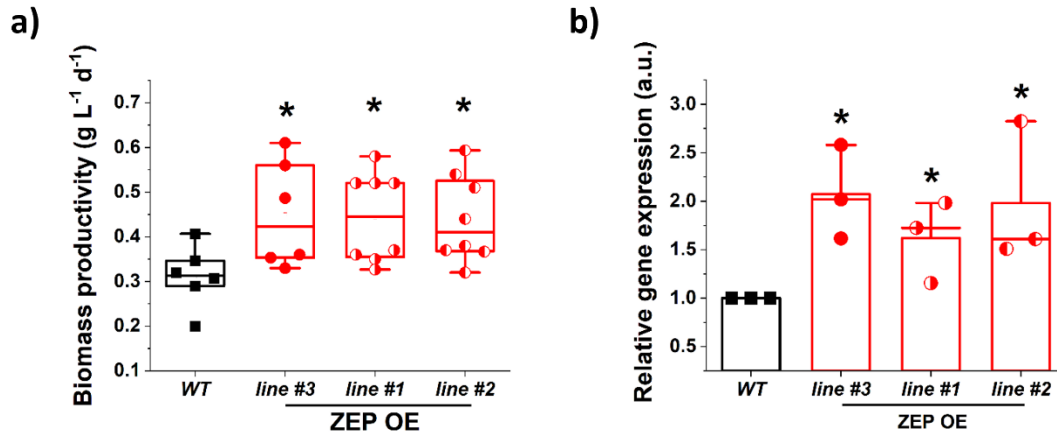 a)
Biomass productivity (g L⁻¹ d⁻¹)
0.7
0.6
0.5
0.4
0.3
0.2
0.1
* * *
WT line #3 line #1 line #2
ZEP OE
b)
Relative gene expression (a.u.)
3.0
2.5
2.0
1.5
1.0
0.5
* * *
WT line #3 line #1 line #2
ZEP OE